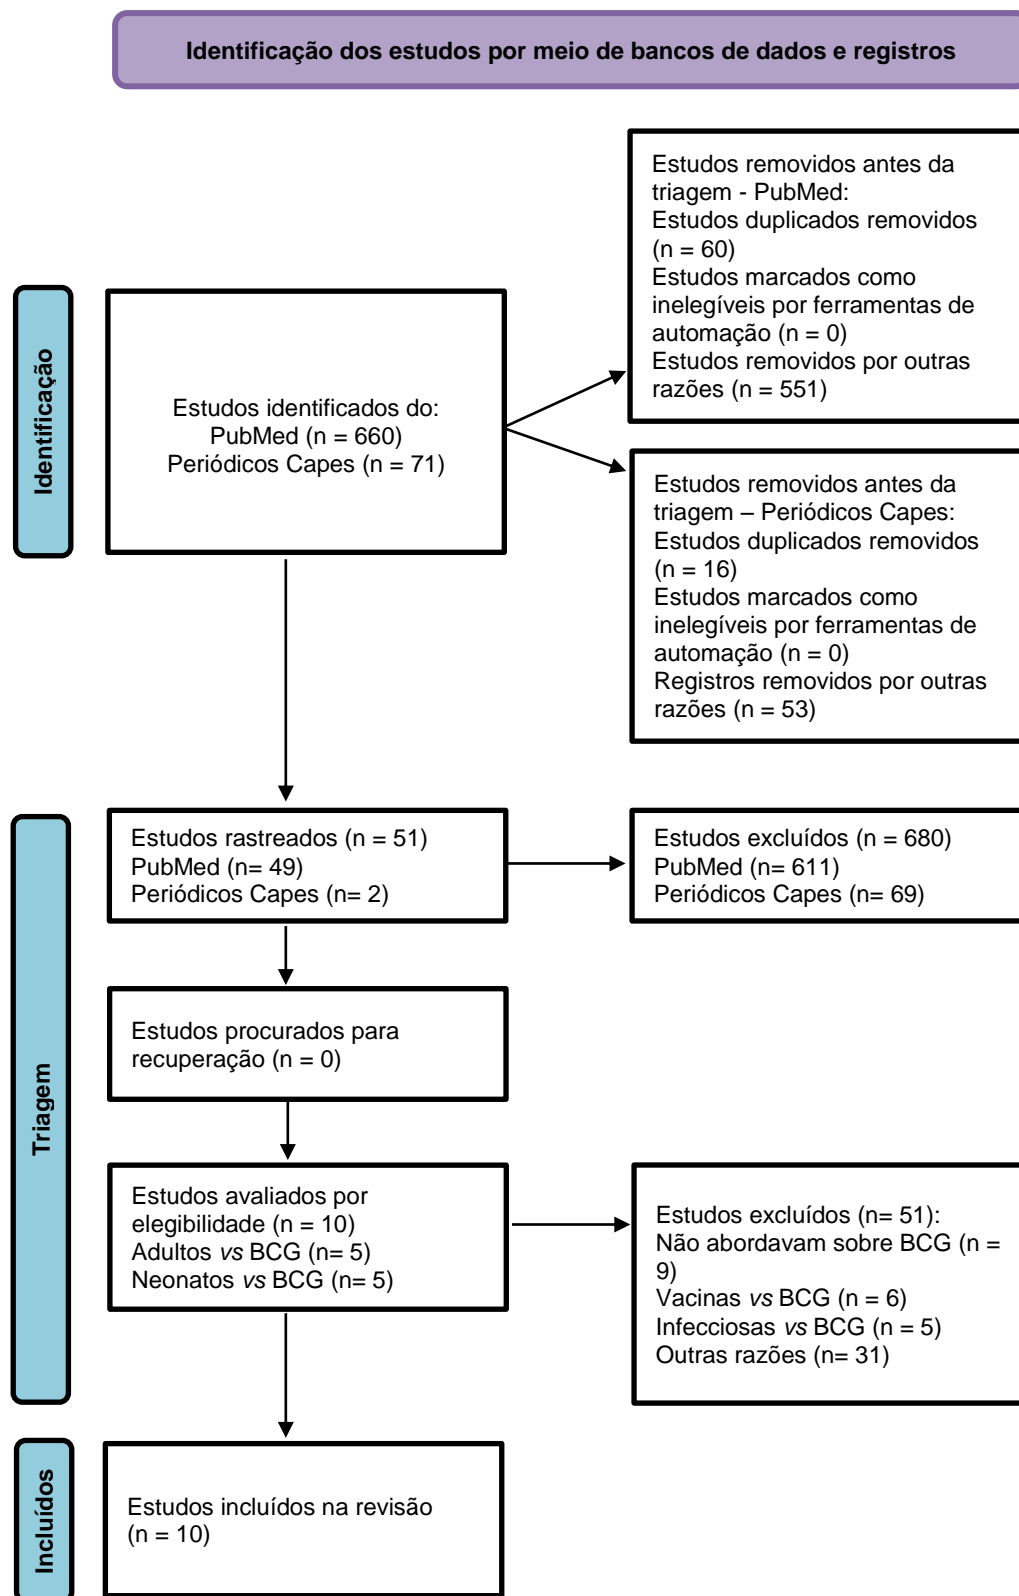 Identificação dos estudos por meio de bancos de dados e registros
Identificação
Estudos identificados do:
PubMed (n = 660)
Periódicos Capes (n = 71)
Estudos removidos antes da
triagem - PubMed:
Estudos duplicados removidos
(n = 60)
Estudos marcados como
inelegíveis por ferramentas de
automação (n = 0)
Estudos removidos por outras
razões (n = 551)
Estudos removidos antes da
triagem – Periódicos Capes:
Estudos duplicados removidos
(n = 16)
Estudos marcados como
inelegíveis por ferramentas de
automação (n = 0)
Registros removidos por outras
razões (n = 53)
Triagem
Estudos rastreados (n = 51)
PubMed (n= 49)
Periódicos Capes (n= 2)
Estudos excluídos (n = 680)
PubMed (n= 611)
Periódicos Capes (n= 69)
Estudos procurados para
recuperação (n = 0)
Estudos avaliados por
elegibilidade (n = 10)
Adultos vs BCG (n= 5)
Neonatos vs BCG (n= 5)
Estudos excluídos (n= 51):
Não abordavam sobre BCG (n =
9)
Vacinas vs BCG (n = 6)
Infecciosas vs BCG (n = 5)
Outras razões (n= 31)
Incluídos
Estudos incluídos na revisão
(n = 10)